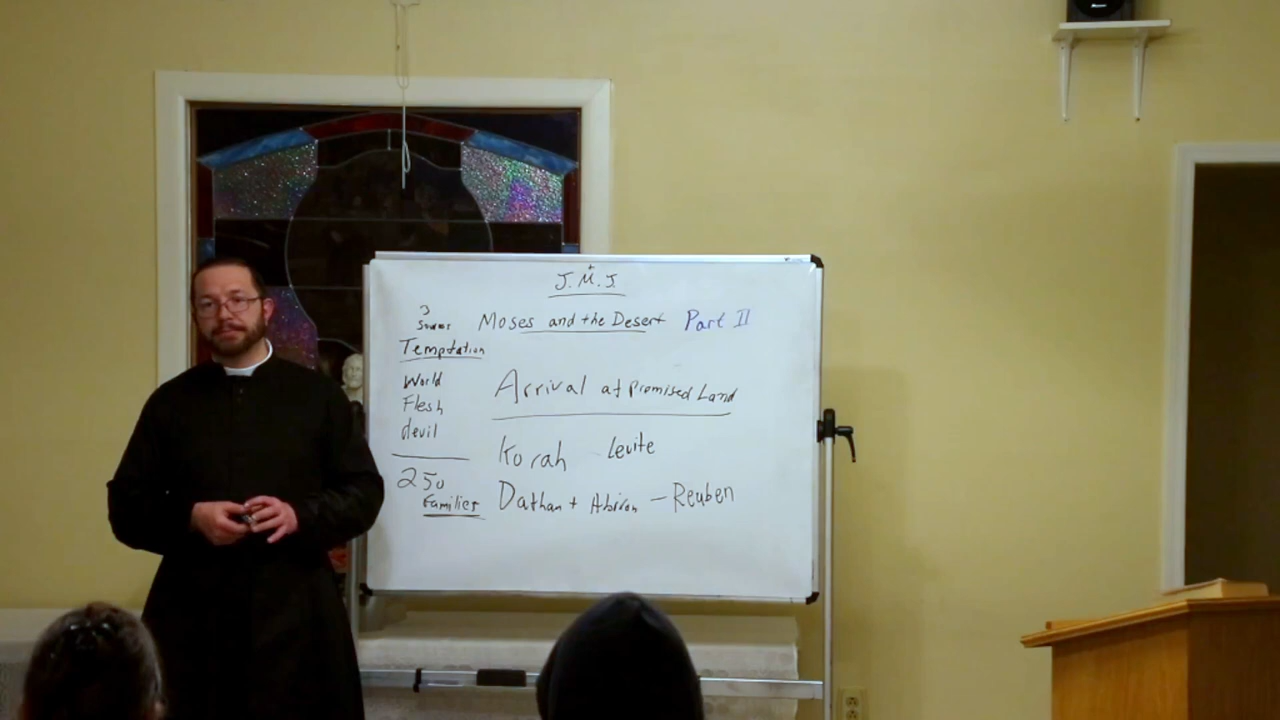 J.M.J.
3
Sources
Temptation
World
Flesh
devil
250
Families
Moses and the Desert Part II
Arrival at Promised Land
Korah Levite
Dathan + Abiron - Reuben